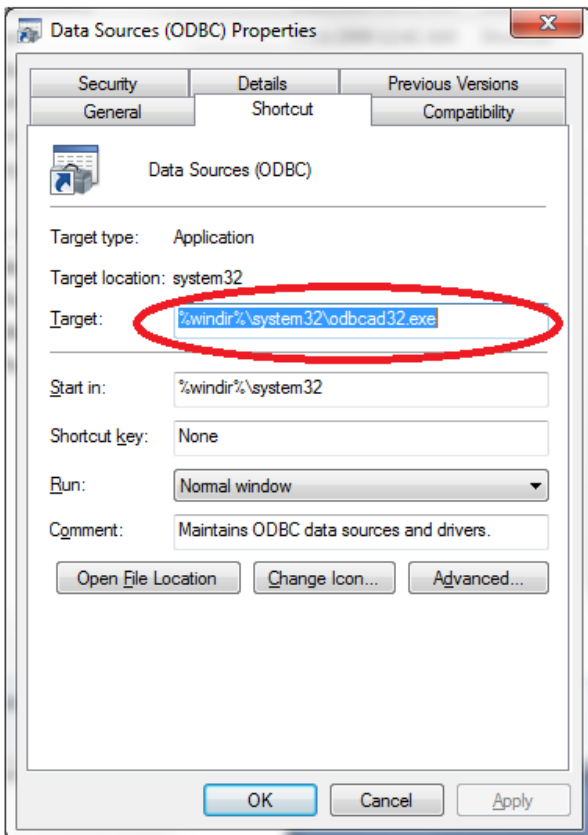 Data Sources (ODBC) Properties
Security Details Previous Versions
General Shortcut Compatibility
Data Sources (ODBC)
Target type: Application
Target location: system32
Target: %windir%\system32\odbcad32.exe
Start in: %windir%\system32
Shortcut key: None
Run: Normal window
Comment: Maintains ODBC data sources and drivers.
Open File Location Change Icon... Advanced...
OK Cancel Apply